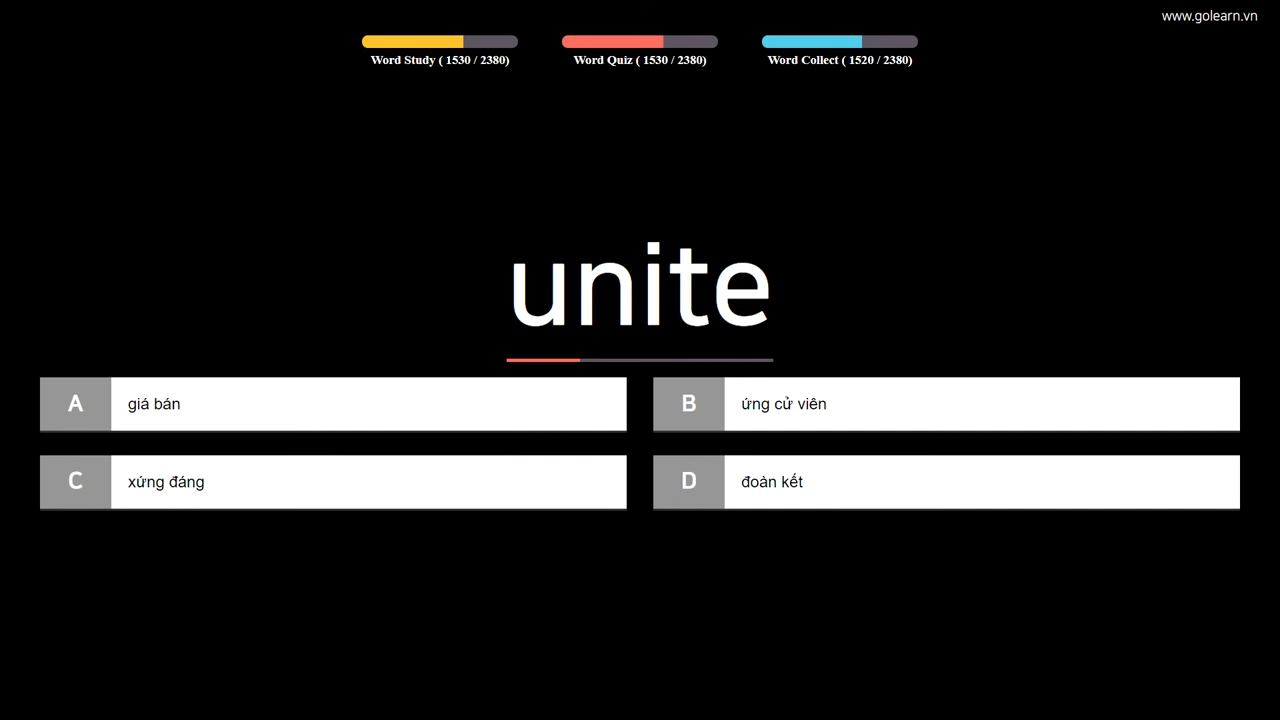 www.golearn.vn
Word Study ( 1530 / 2380)
Word Quiz ( 1530 / 2380)
Word Collect ( 1520 / 2380)
unite
A giá bán
B ứng cử viên
C xứng đáng
D đoàn kết